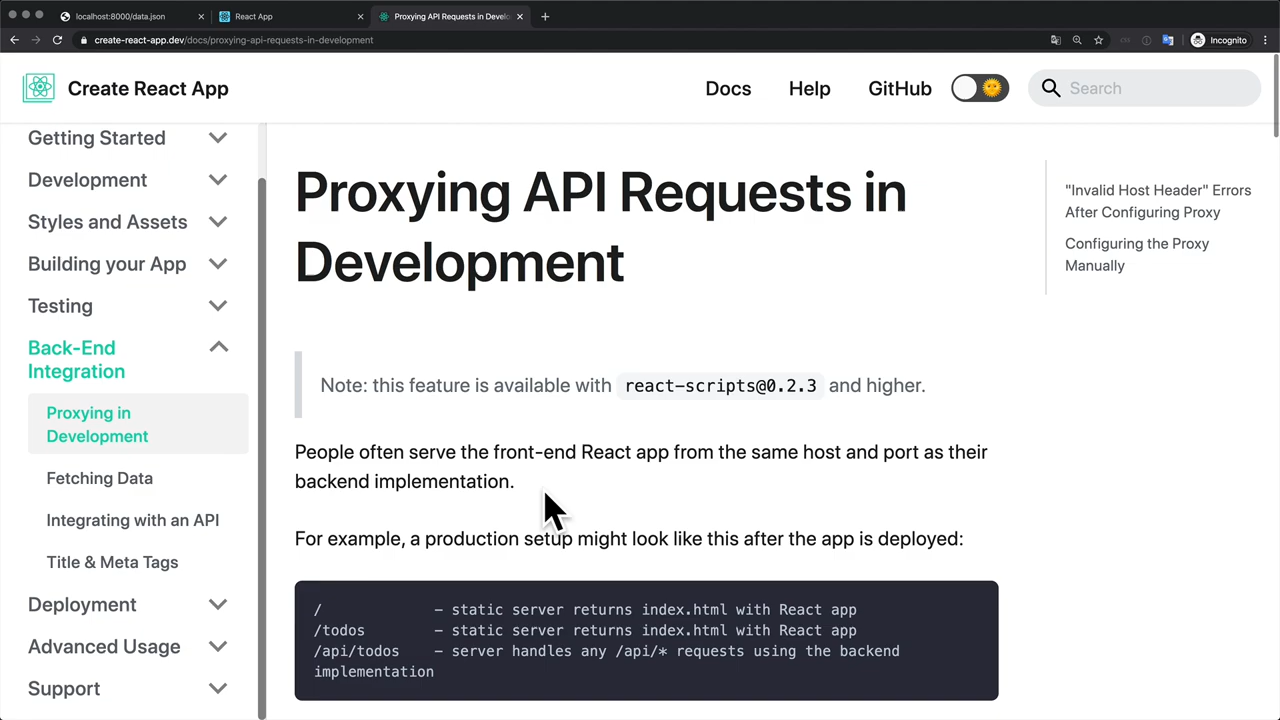 localhost:8000/data.json
React App
Proxying API Requests in Develo
create-react-app.dev/docs/proxying-api-requests-in-development
Incognito
Create React App
Docs
Help
GitHub
Search
Getting Started
Development
Styles and Assets
Building your App
Testing
Back-End
Integration
Proxying in
Development
Fetching Data
Integrating with an API
Title & Meta Tags
Deployment
Advanced Usage
Support
Proxying API Requests in
Development
Note: this feature is available with react-scripts@0.2.3 and higher.
People often serve the front-end React app from the same host and port as their
backend implementation.
For example, a production setup might look like this after the app is deployed:
/ - static server returns index.html with React app
/todos - static server returns index.html with React app
/api/todos - server handles any /api/* requests using the backend
implementation
"Invalid Host Header" Errors
After Configuring Proxy
Configuring the Proxy
Manually